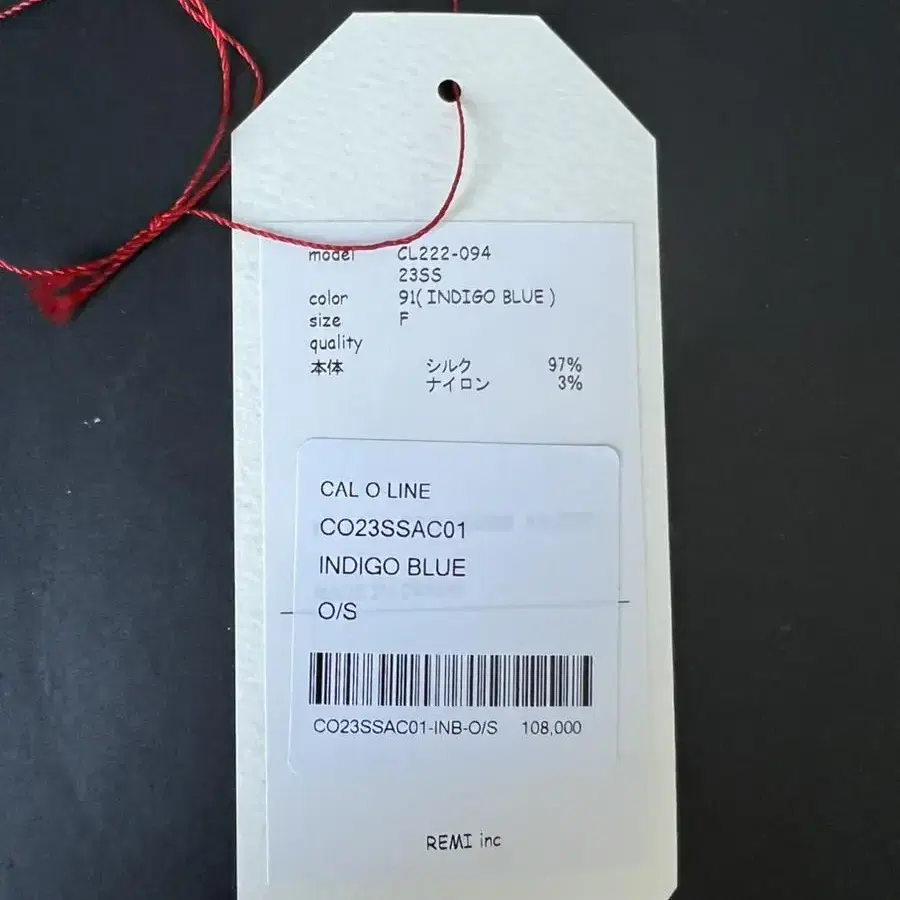 model CL222-094
23SS
color 91( INDIGO BLUE )
size F
quality
本体 シルク 97%
ナイロン 3%
CAL O LINE
CO23SSAC01
INDIGO BLUE
O/S
CO23SSAC01-INB-O/S 108,000
REMI inc